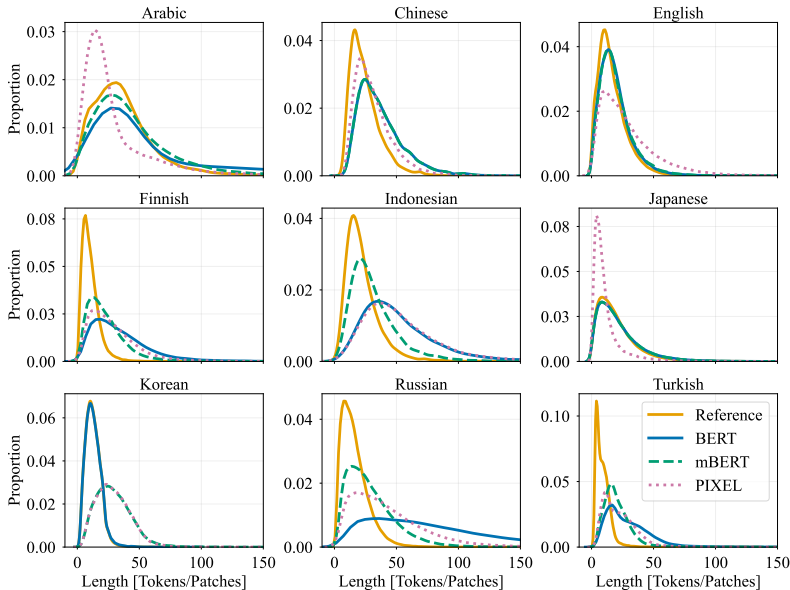 Arabic Chinese English
Proportion
0.03
0.02
0.01
0.00
0.04
0.02
0.00
0.04
0.02
0.00
Finnish Indonesian Japanese
Proportion
0.08
0.05
0.03
0.00
0.04
0.02
0.00
0.08
0.05
0.03
0.00
Korean Russian Turkish
Proportion
0.06
0.04
0.02
0.00
0.04
0.02
0.00
0.10
0.05
0.00
Reference
BERT
mBERT
PIXEL
0 50 100 150 0 50 100 150 0 50 100 150
Length [Tokens/Patches] Length [Tokens/Patches] Length [Tokens/Patches]